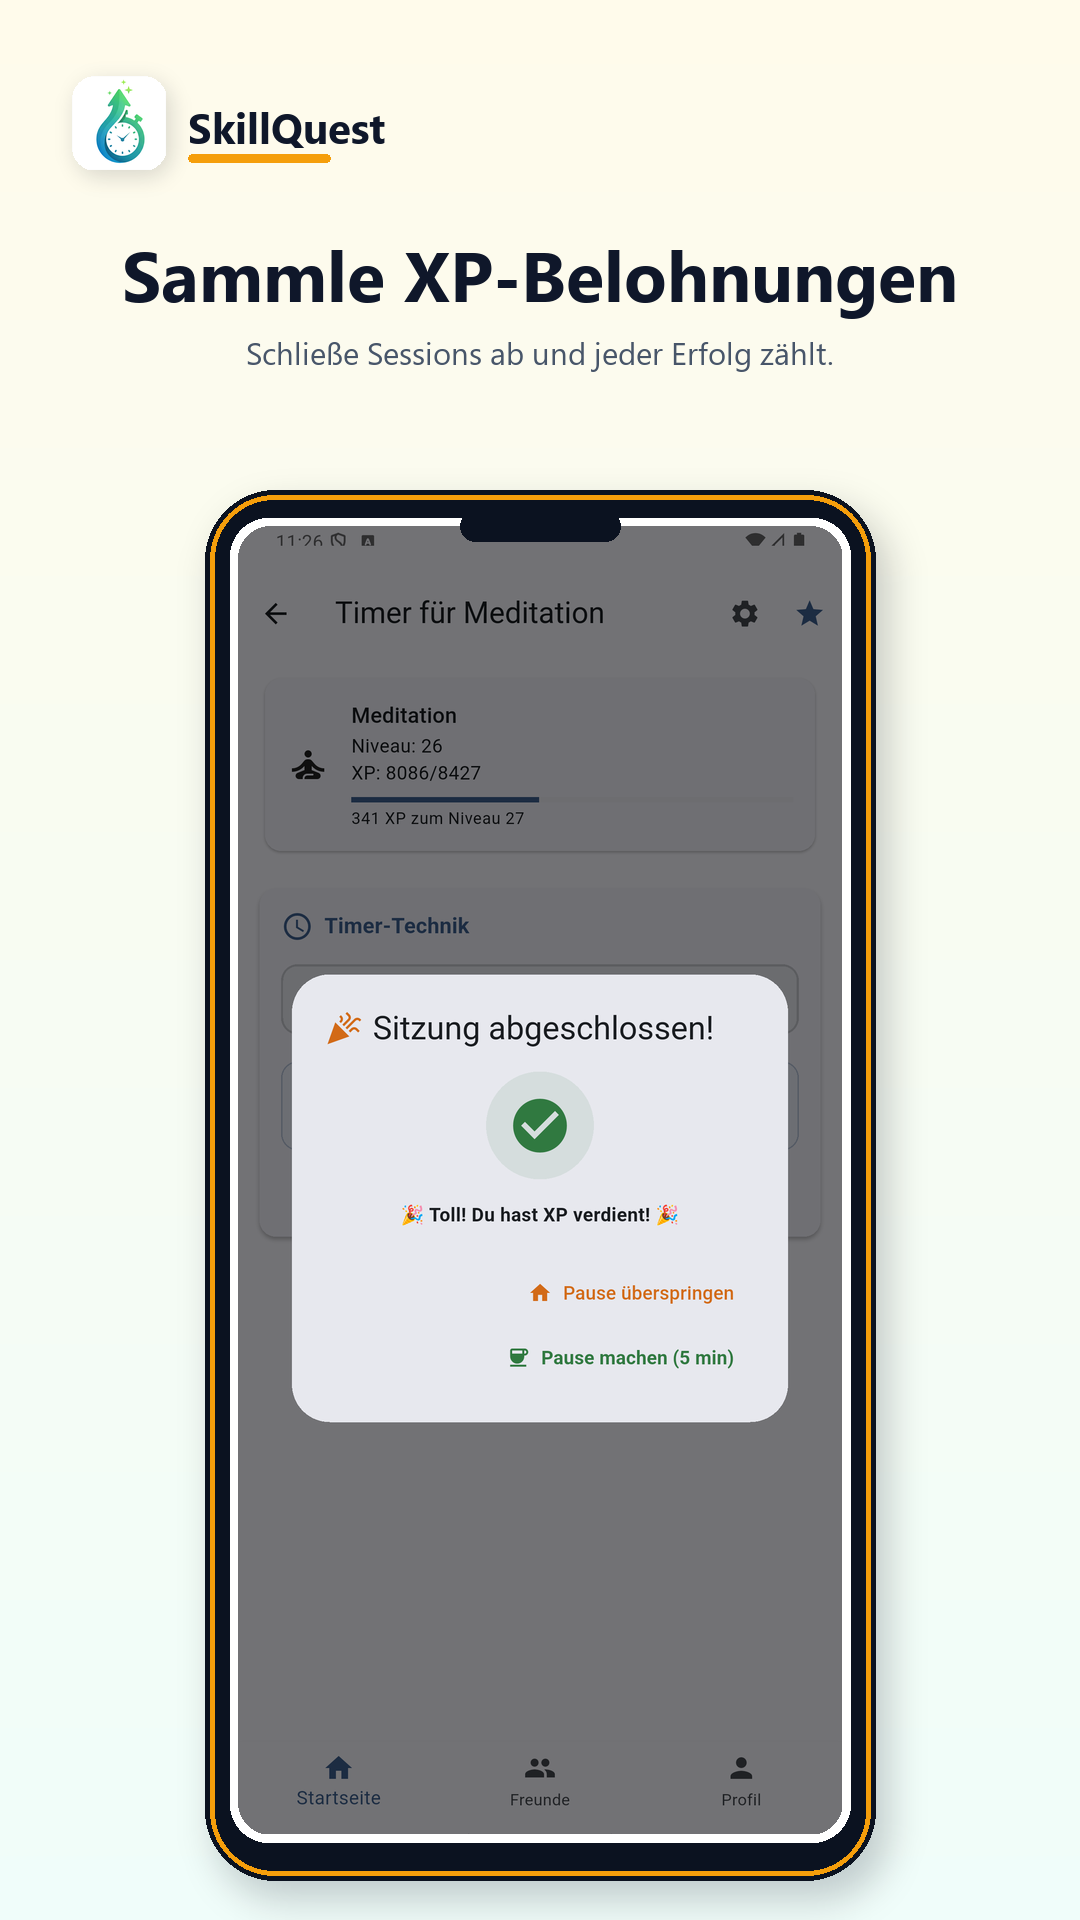 SkillQuest
Sammle XP-Belohnungen
Schließe Sessions ab und jeder Erfolg zählt.
11:26
Timer für Meditation
Meditation
Niveau: 26
XP: 8086/8427
341 XP zum Niveau 27
Timer-Technik
Sitzung abgeschlossen!
🎉 Toll! Du hast XP verdient! 🎉
Pause überspringen
Pause machen (5 min)
Startseite
Freunde
Profil